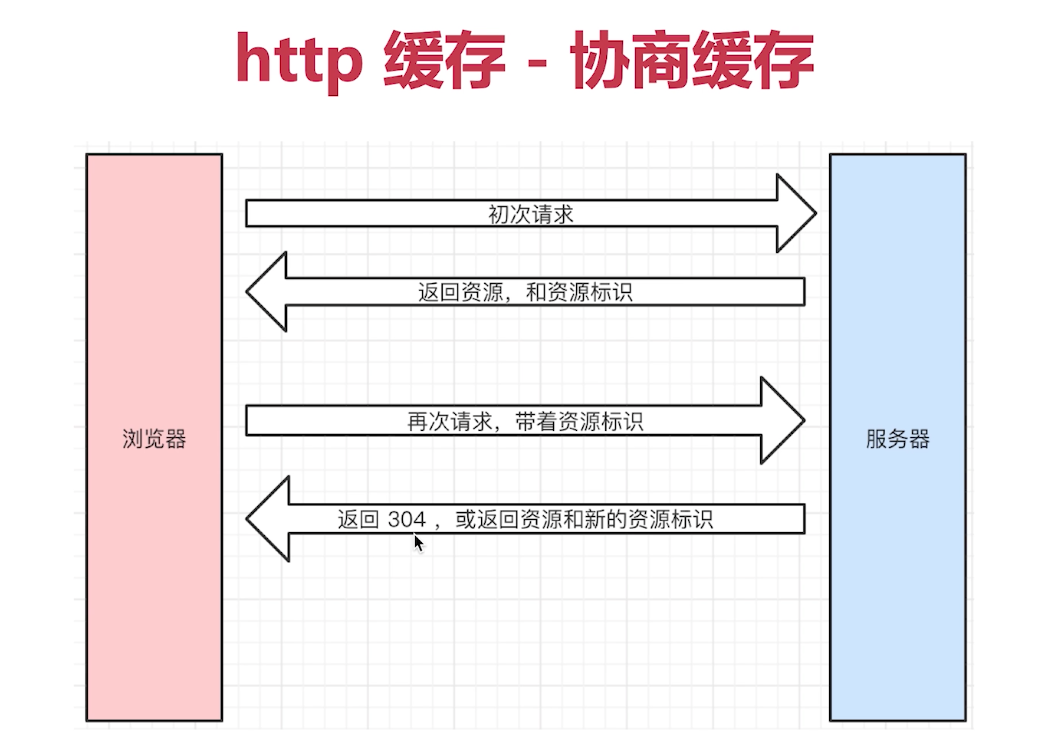 http 缓存 - 协商缓存
初次请求
返回资源，和资源标识
再次请求，带着资源标识
浏览器
服务器
返回 304 ，或返回资源和新的资源标识